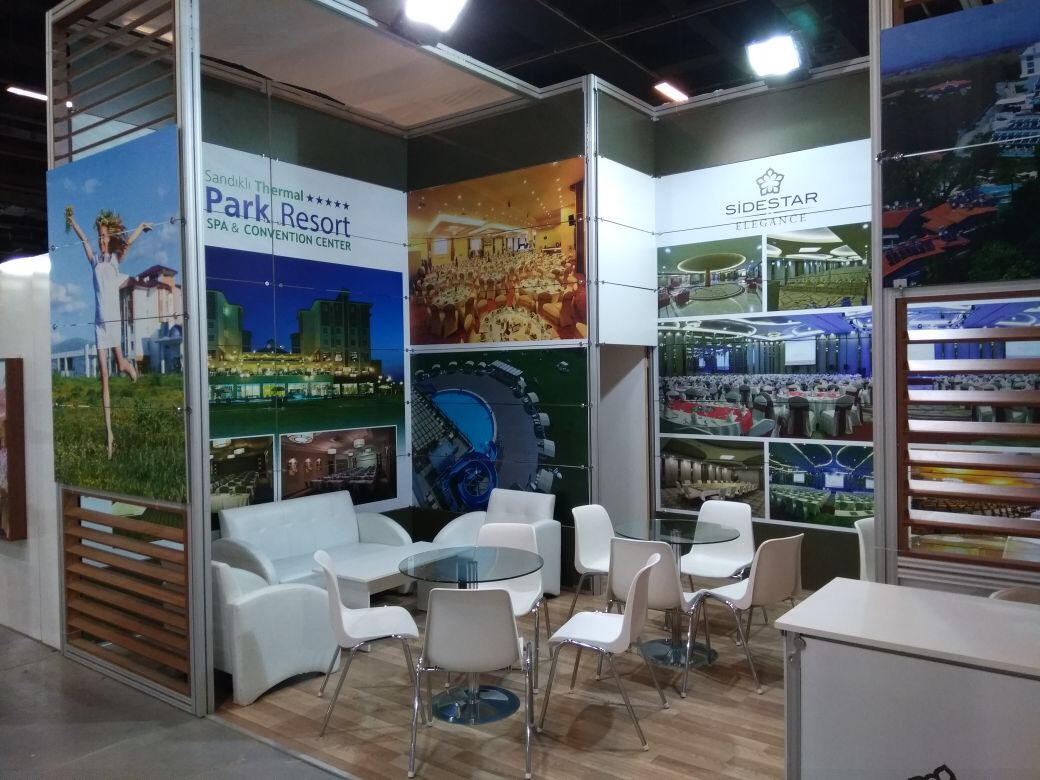 Sandıklı Thermal ★★★★★
Park Resort
SPA & CONVENTION CENTER
SİDESTAR
ELEGANCE